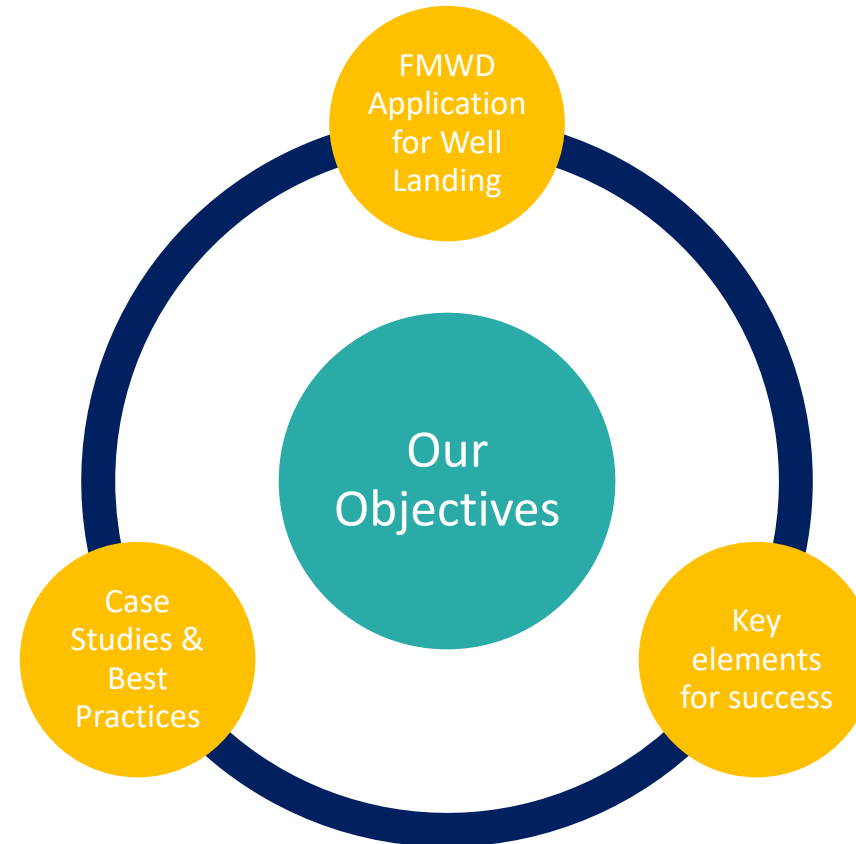 FMWD
Application
for Well
Landing
Our
Objectives
Case
Studies &
Best
Practices
Key
elements
for success